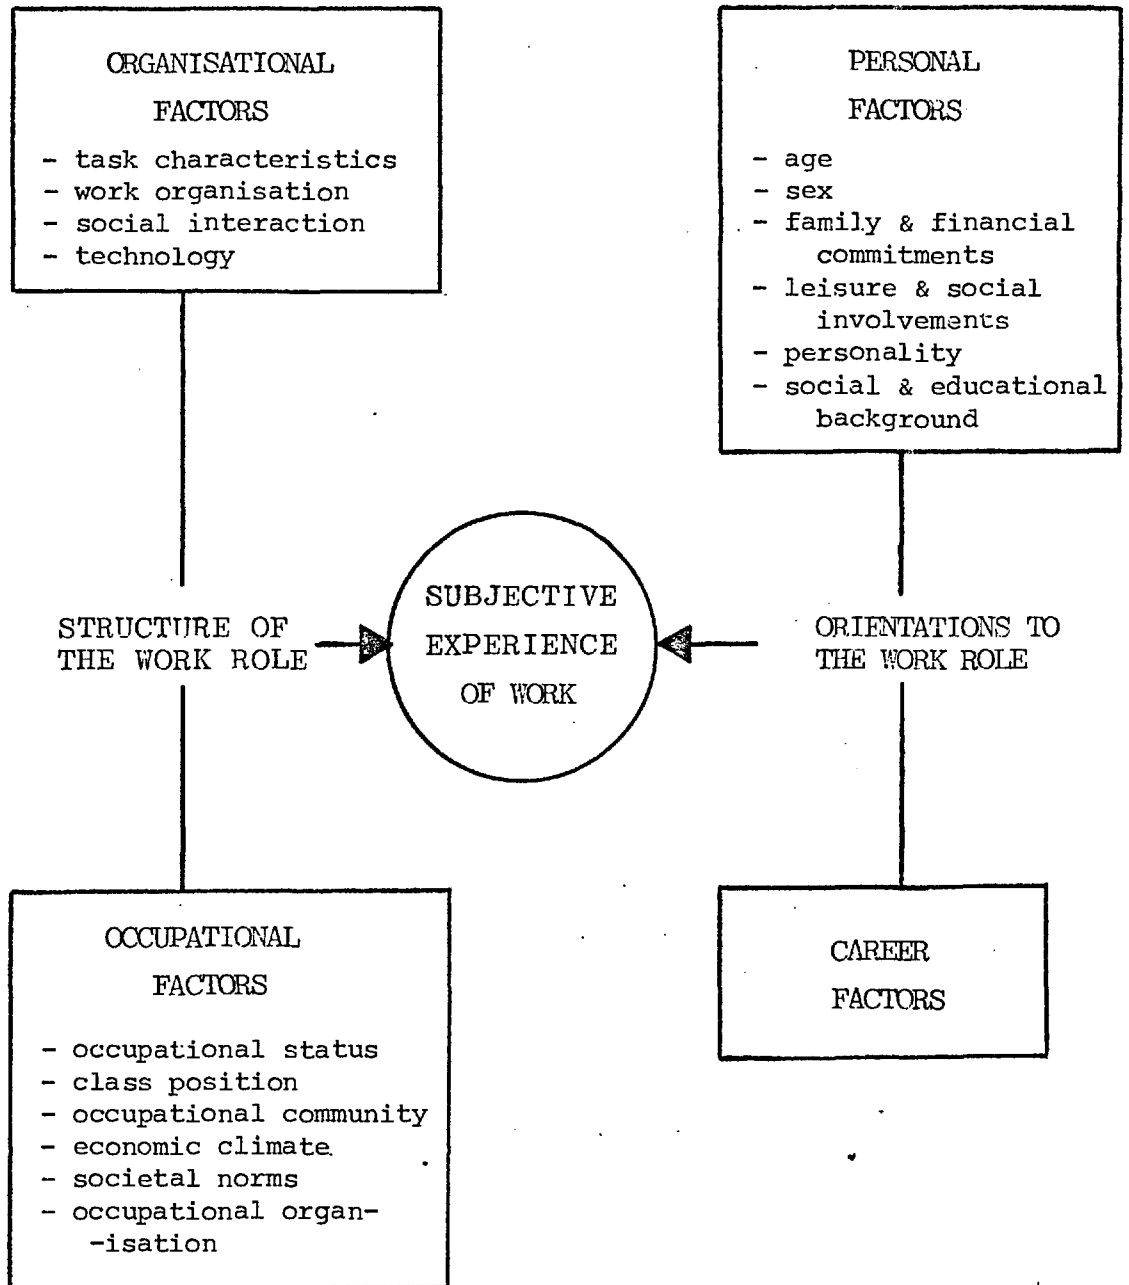 ORGANISATIONAL
FACTORS
- task characteristics
- work organisation
- social interaction
- technology
PERSONAL
FACTORS
- age
- sex
- family & financial
commitments
- leisure & social
involvements
- personality
- social & educational
background
STRUCTURE OF
THE WORK ROLE
SUBJECTIVE
EXPERIENCE
OF WORK
ORIENTATIONS TO
THE WORK ROLE
OCCUPATIONAL
FACTORS
- occupational status
- class position
- occupational community
- economic climate.
- societal norms
- occupational organ-
-isation
CAREER
FACTORS